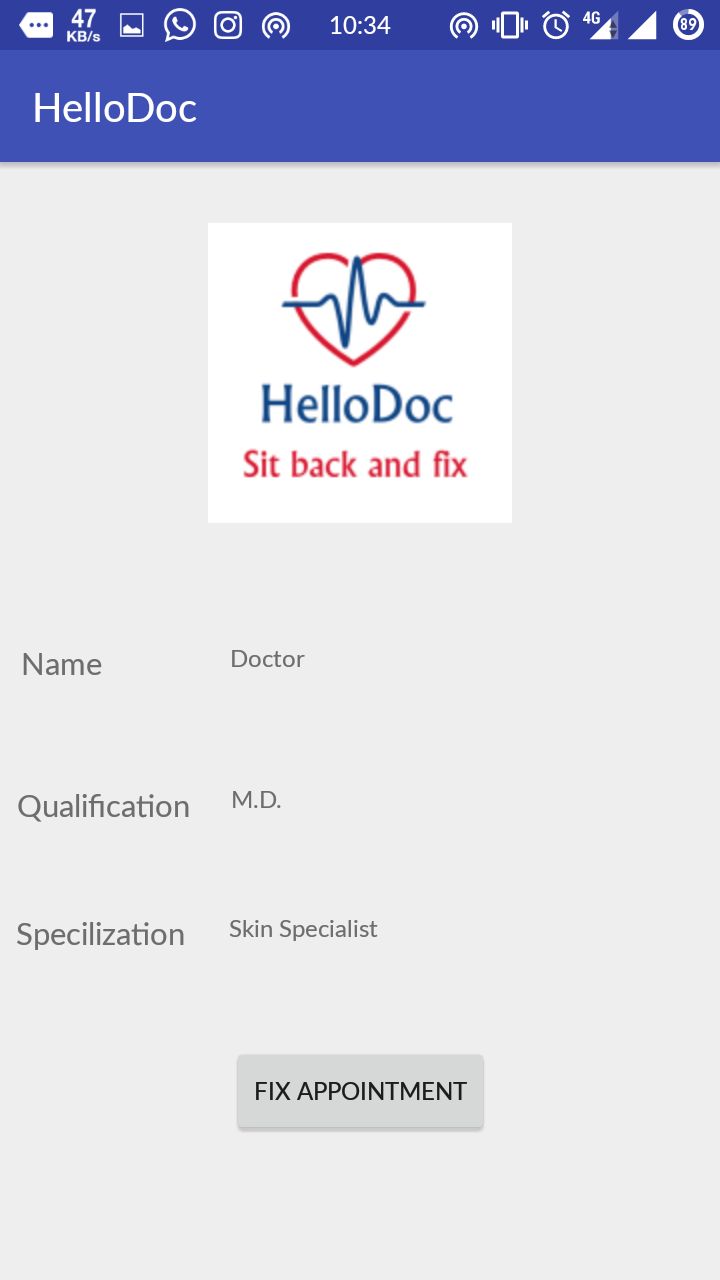 47
KB/s
10:34
4G
89
HelloDoc
HelloDoc
Sit back and fix
Name Doctor
Qualification M.D.
Specilization Skin Specialist
FIX APPOINTMENT